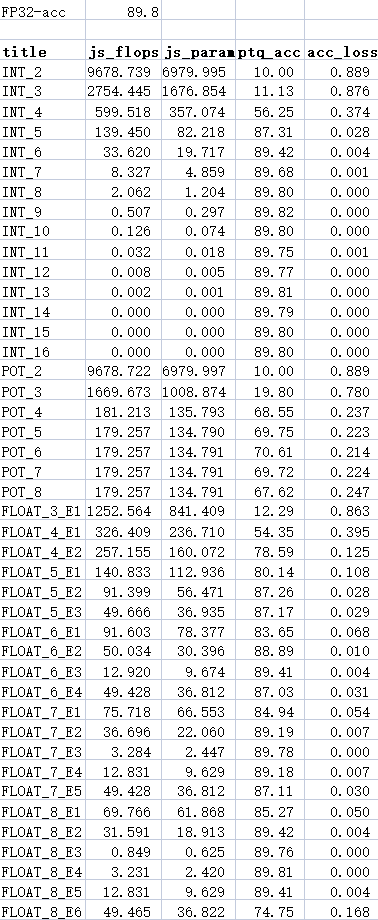 FP32-acc 89.8
title js_flops js_param ptq_acc acc_loss
INT_2 9678.739 6979.995 10.00 0.889
INT_3 2754.445 1676.854 11.13 0.876
INT_4 599.518 357.074 56.25 0.374
INT_5 139.450 82.218 87.31 0.028
INT_6 33.620 19.717 89.42 0.004
INT_7 8.327 4.859 89.68 0.001
INT_8 2.062 1.204 89.80 0.000
INT_9 0.507 0.297 89.82 0.000
INT_10 0.126 0.074 89.80 0.000
INT_11 0.032 0.018 89.75 0.001
INT_12 0.008 0.005 89.77 0.000
INT_13 0.002 0.001 89.81 0.000
INT_14 0.000 0.000 89.79 0.000
INT_15 0.000 0.000 89.80 0.000
INT_16 0.000 0.000 89.80 0.000
POT_2 9678.722 6979.997 10.00 0.889
POT_3 1669.673 1008.874 19.80 0.780
POT_4 181.213 135.793 68.55 0.237
POT_5 179.257 134.790 69.75 0.223
POT_6 179.257 134.791 70.61 0.214
POT_7 179.257 134.791 69.72 0.224
POT_8 179.257 134.791 67.62 0.247
FLOAT_3_E1 1252.564 841.409 12.29 0.863
FLOAT_4_E1 326.409 236.710 54.35 0.395
FLOAT_4_E2 257.155 160.072 78.59 0.125
FLOAT_5_E1 140.833 112.936 80.14 0.108
FLOAT_5_E2 91.399 56.471 87.26 0.028
FLOAT_5_E3 49.666 36.935 87.17 0.029
FLOAT_6_E1 91.603 78.377 83.65 0.068
FLOAT_6_E2 50.034 30.396 88.89 0.010
FLOAT_6_E3 12.920 9.674 89.41 0.004
FLOAT_6_E4 49.428 36.812 87.03 0.031
FLOAT_7_E1 75.718 66.553 84.94 0.054
FLOAT_7_E2 36.696 22.060 89.19 0.007
FLOAT_7_E3 3.284 2.447 89.78 0.000
FLOAT_7_E4 12.831 9.629 89.18 0.007
FLOAT_7_E5 49.428 36.812 87.11 0.030
FLOAT_8_E1 69.766 61.868 85.27 0.050
FLOAT_8_E2 31.591 18.913 89.42 0.004
FLOAT_8_E3 0.849 0.625 89.76 0.000
FLOAT_8_E4 3.231 2.420 89.81 0.000
FLOAT_8_E5 12.831 9.629 89.41 0.004
FLOAT_8_E6 49.465 36.822 74.75 0.168